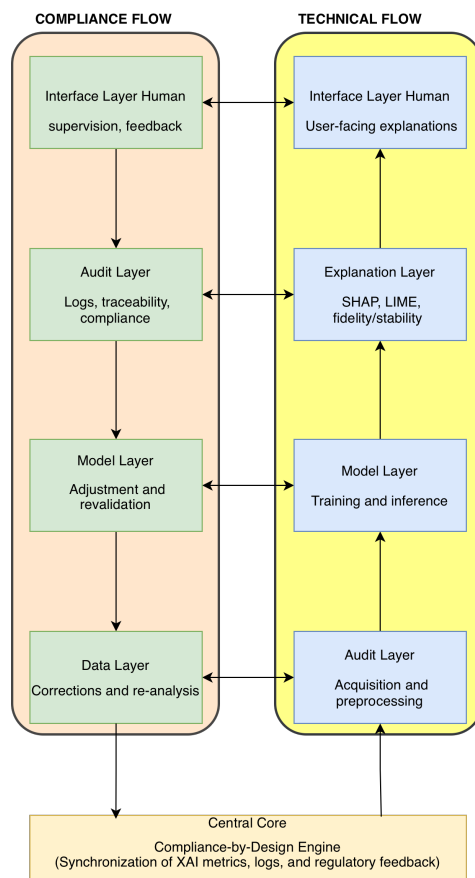 COMPLIANCE FLOW
Interface Layer Human
supervision, feedback
Audit Layer
Logs, traceability,
compliance
Model Layer
Adjustment and
revalidation
Data Layer
Corrections and re-analysis
TECHNICAL FLOW
Interface Layer Human
User-facing explanations
Explanation Layer
SHAP, LIME,
fidelity/stability
Model Layer
Training and inference
Audit Layer
Acquisition and
preprocessing
Central Core
Compliance-by-Design Engine
(Synchronization of XAI metrics, logs, and regulatory feedback)